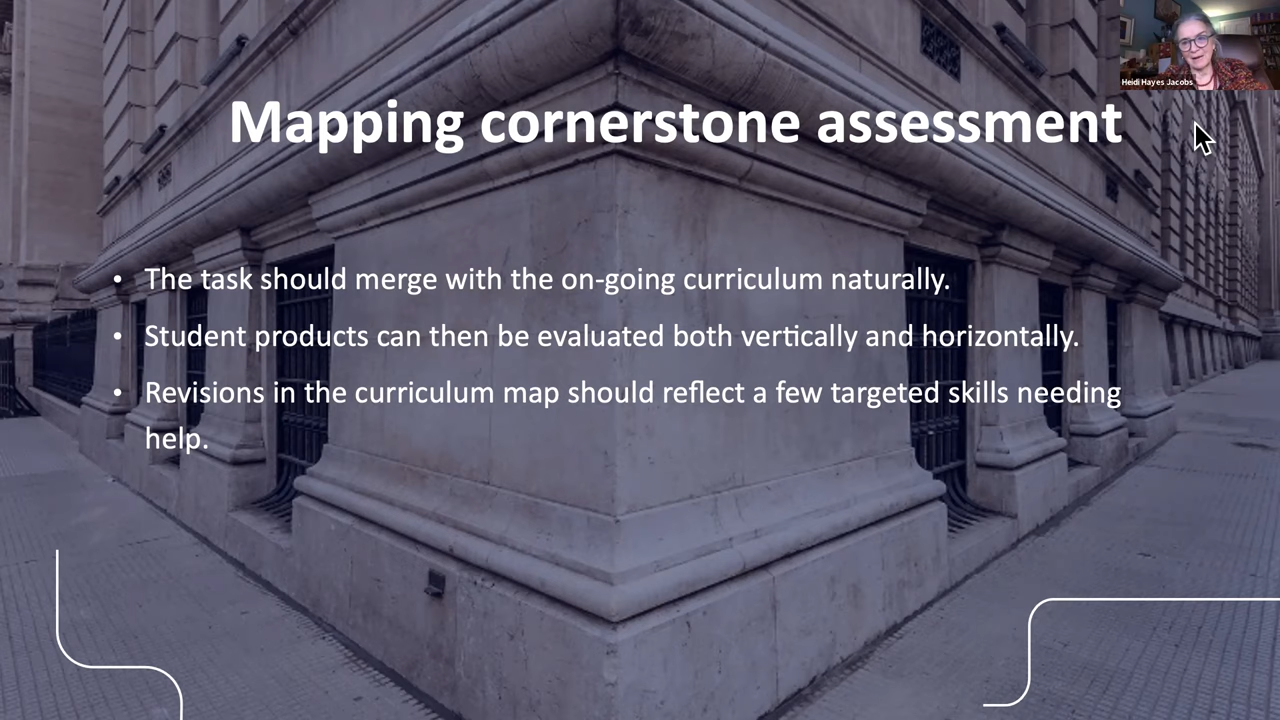 Heidi Hayes Jacobs
Mapping cornerstone assessment
• The task should merge with the on-going curriculum naturally.
• Student products can then be evaluated both vertically and horizontally.
• Revisions in the curriculum map should reflect a few targeted skills needing
help.